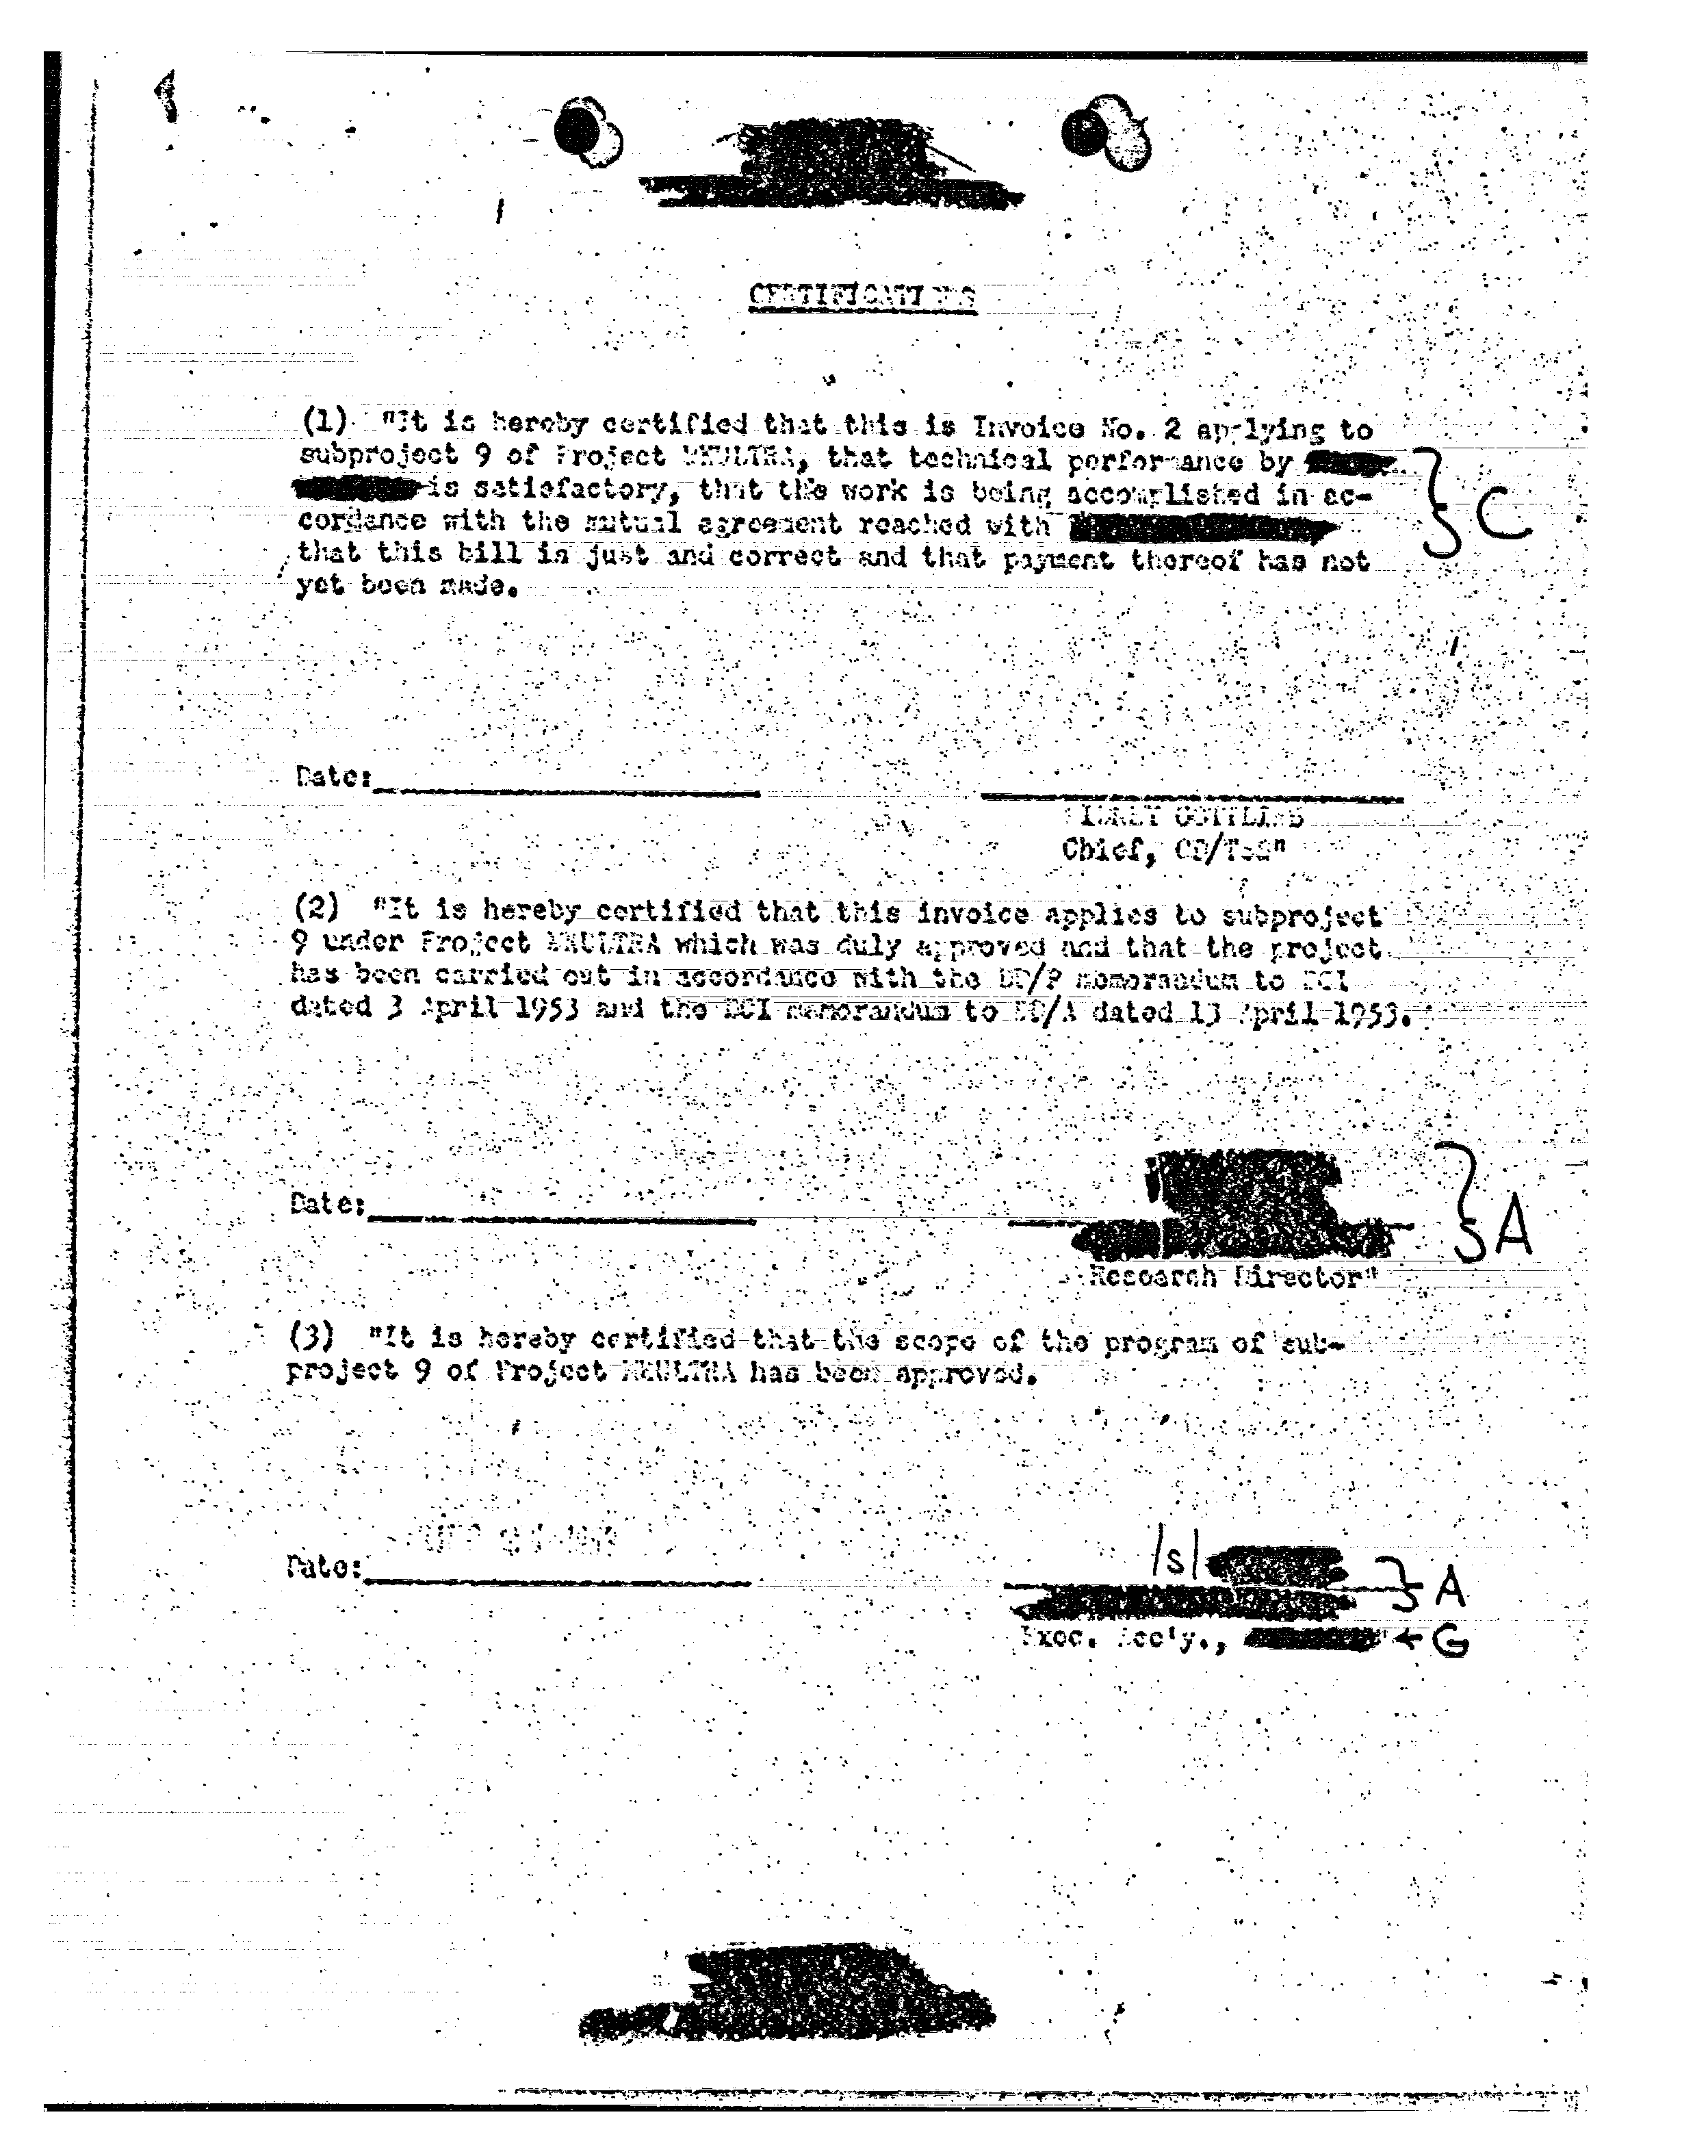 CERTIFICATIONS
(1) "It is hereby certified that this is Invoice No. 2 applying to
subproject 9 of Project MKULTRA, that technical performance by
is satisfactory, that the work is being accomplished in ac-
cordance with the mutual agreement reached with
that this bill is just and correct and that payment thereof has not
yet been made.
C
Date:
SIDNEY GOTTLIEB
Chief, CD/TSS"
(2) "It is hereby certified that this invoice applies to subproject
9 under Project MKULTRA which was duly approved and that the project
has been carried out in accordance with the DD/P memorandum to DCI
dated 3 April 1953 and the DCI memorandum to DD/A dated 13 April 1953.
Date:
A
Research Director"
(3) "It is hereby certified that the scope of the program of sub-
project 9 of Project MKULTRA has been approved.
Date:
/s/
A
Exec. Sec'y., " ← G